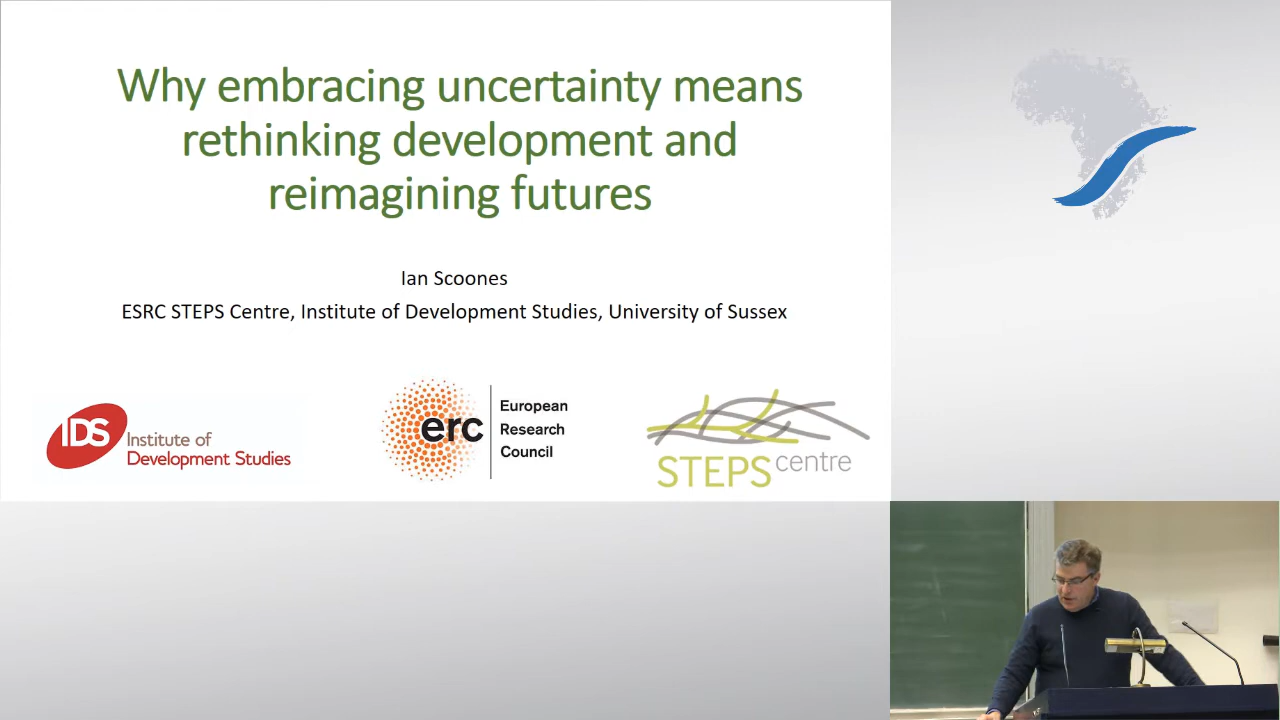 Why embracing uncertainty means
rethinking development and
reimagining futures
Ian Scoones
ESRC STEPS Centre, Institute of Development Studies, University of Sussex
IDS
Institute of
Development Studies
erc
European
Research
Council
STEPS centre